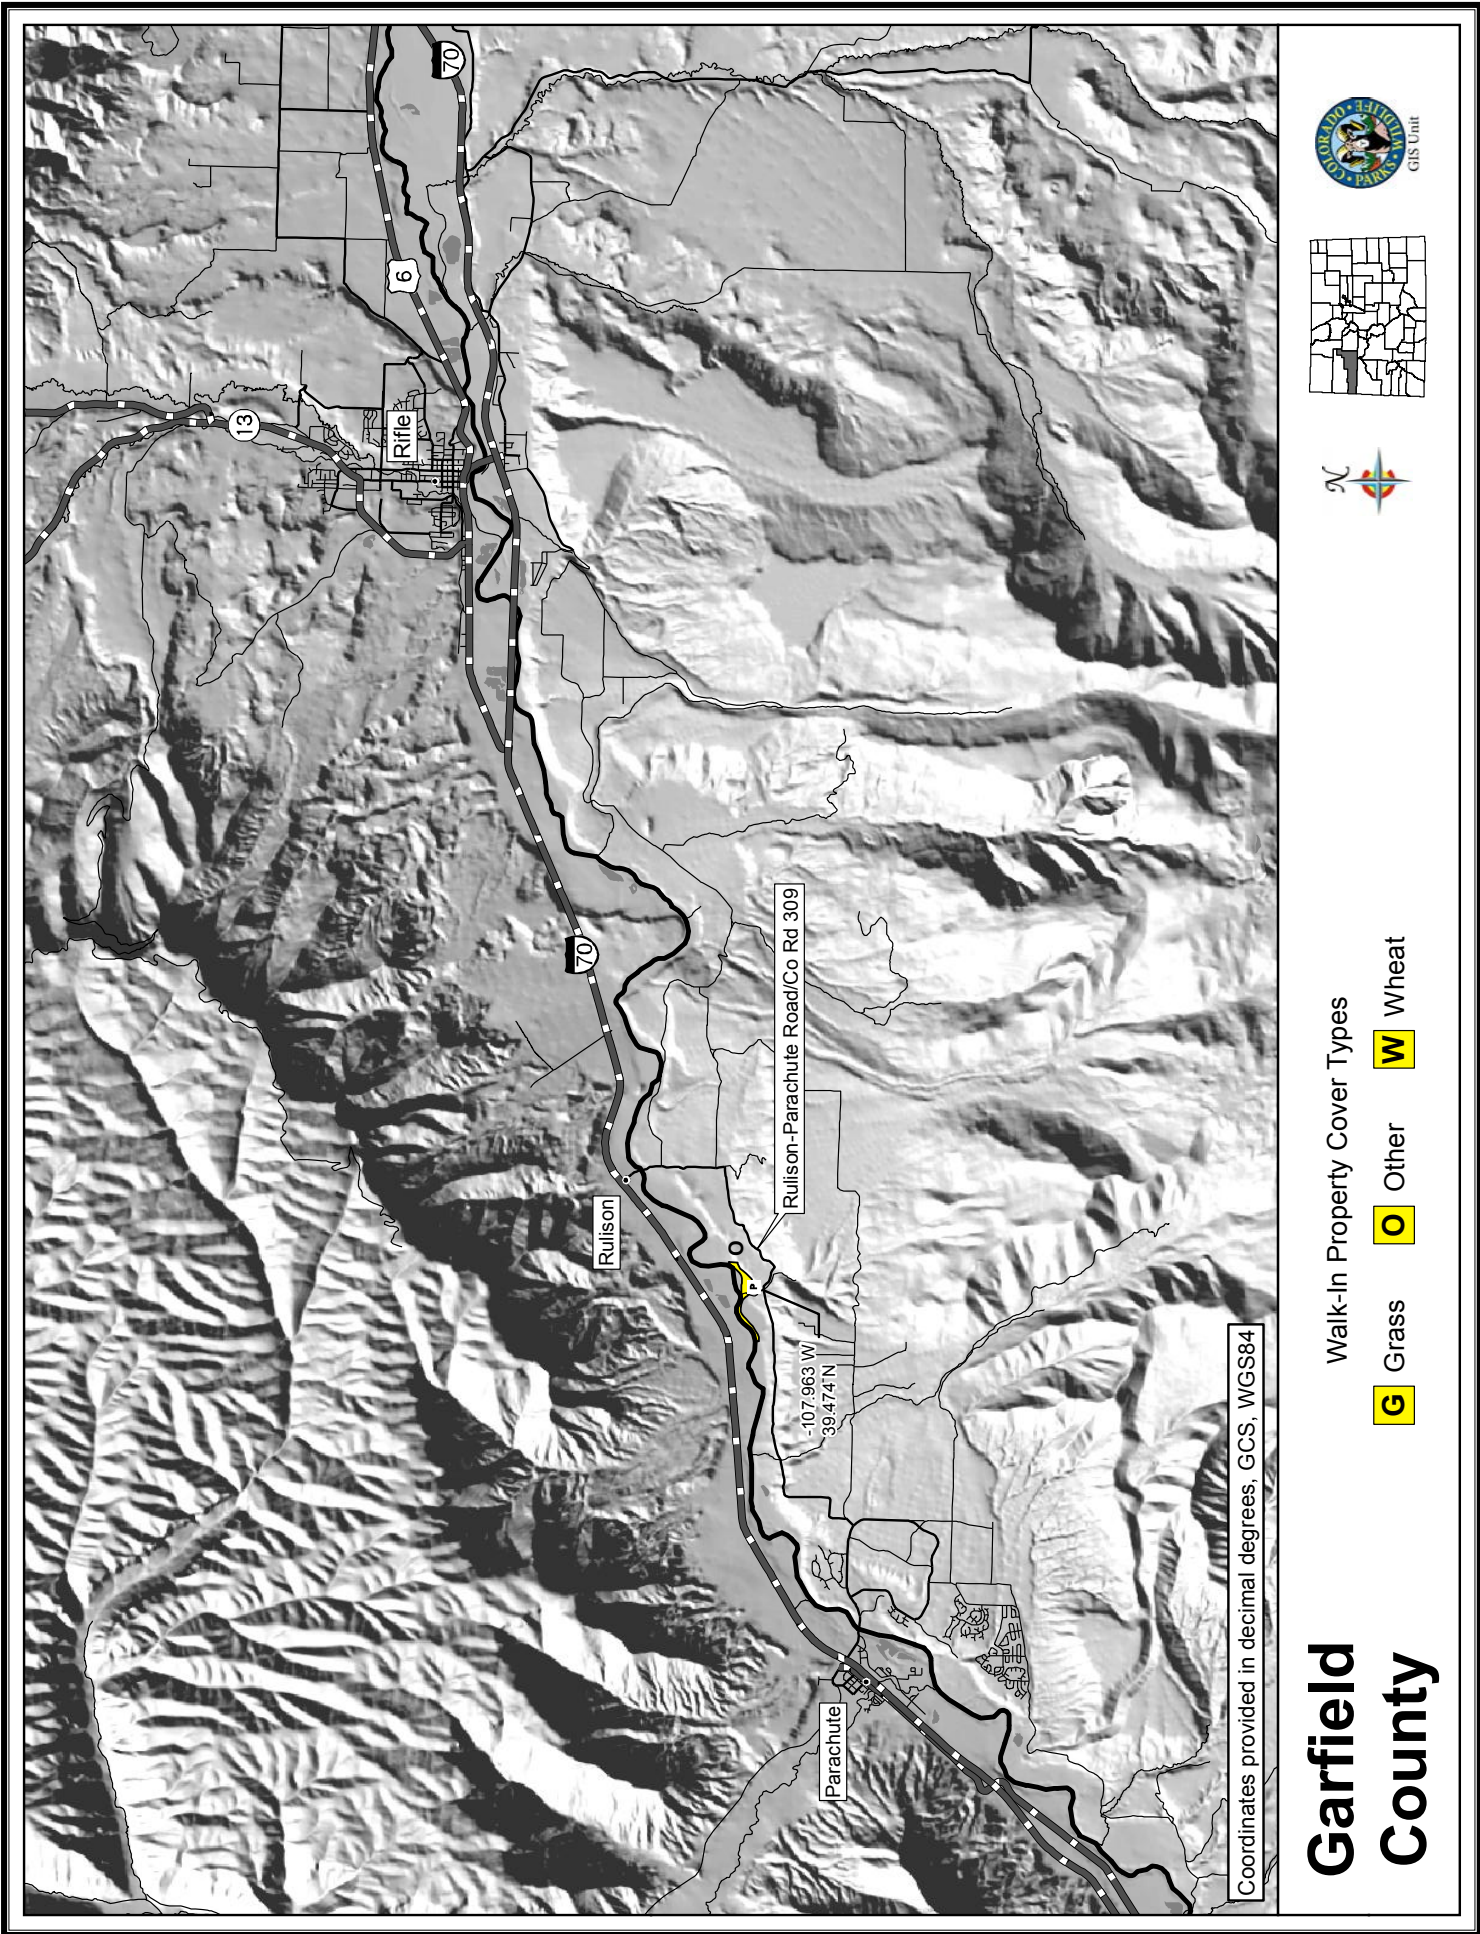 70
6
13
Rifle
70
Rulison-Parachute Road/Co Rd 309
Rulison
O
P
-107.963 W
39.474 N
Parachute
Coordinates provided in decimal degrees, GCS, WGS84
Garfield
County
Walk-In Property Cover Types
G Grass
O Other
W Wheat
N
COLORADO
PARKS • WILDLIFE
GIS Unit